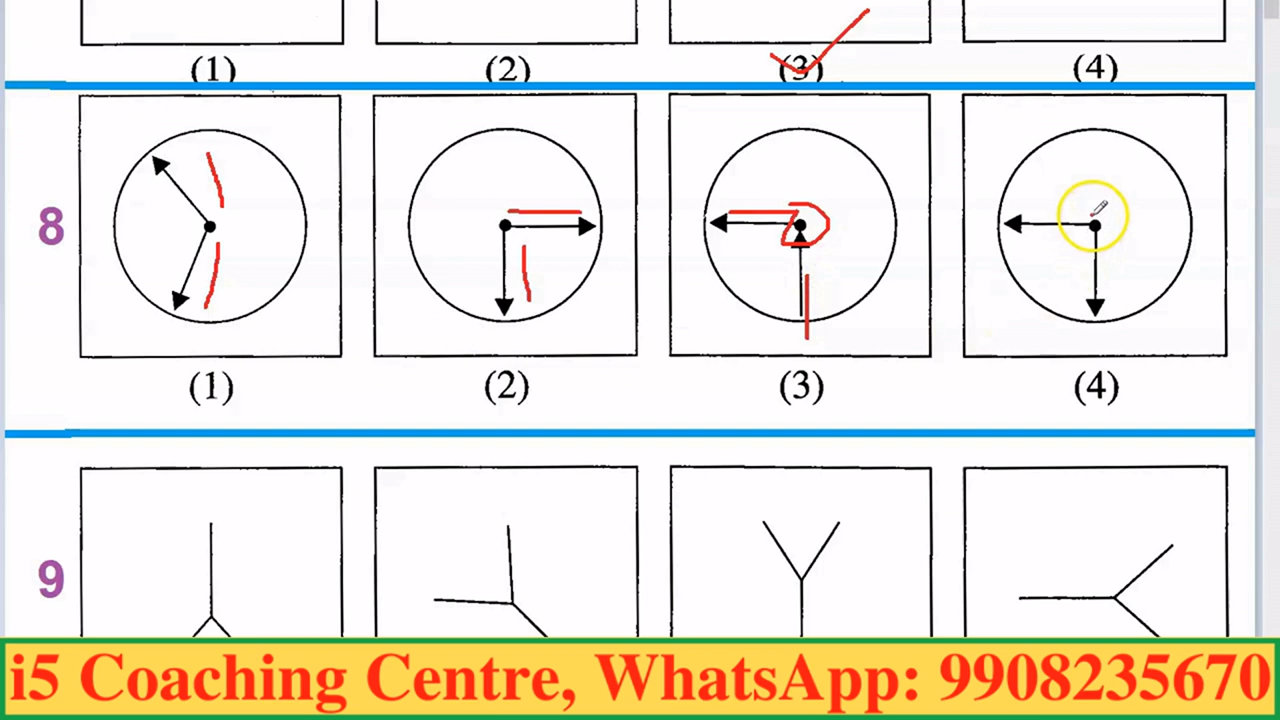 (1) (2) (3) (4)
8
(1) (2) (3) (4)
9
i5 Coaching Centre, WhatsApp: 9908235670